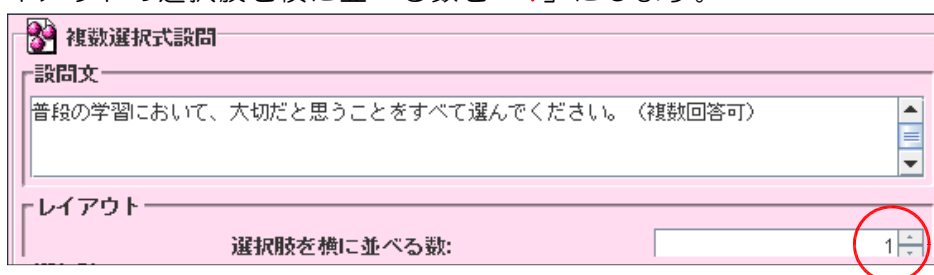 複数選択式設問
設問文
普段の学習において、大切だと思うことをすべて選んでください。（複数回答可）
レイアウト
選択肢を横に並べる数:
1